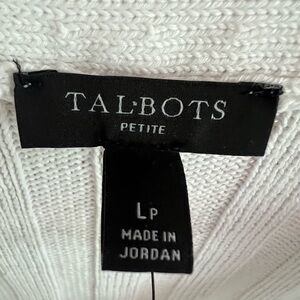 TALBOTS
PETITE
LP
MADE IN
JORDAN